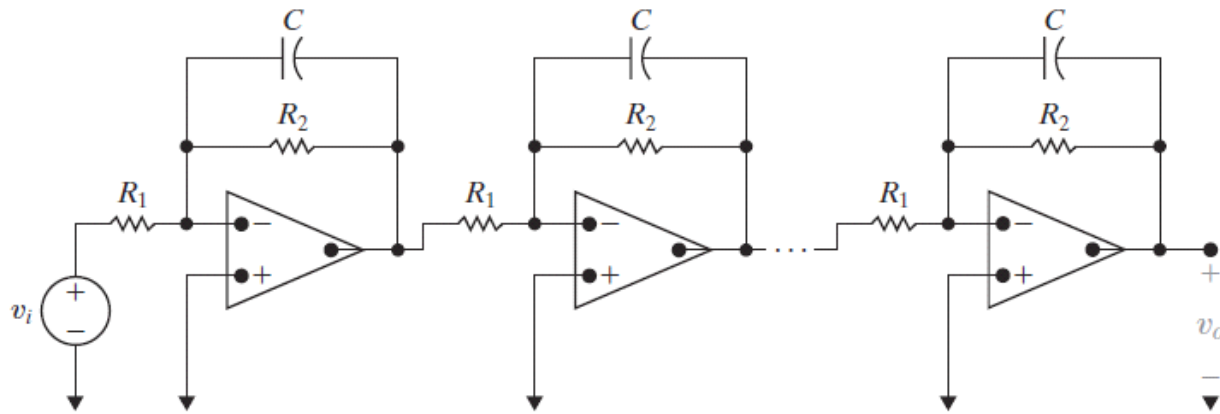 C C C
R₂ R₂ R₂
R₁ R₁ R₁
− − −
+ + +
+
vᵢ
−
· · ·
+
vₒ
−